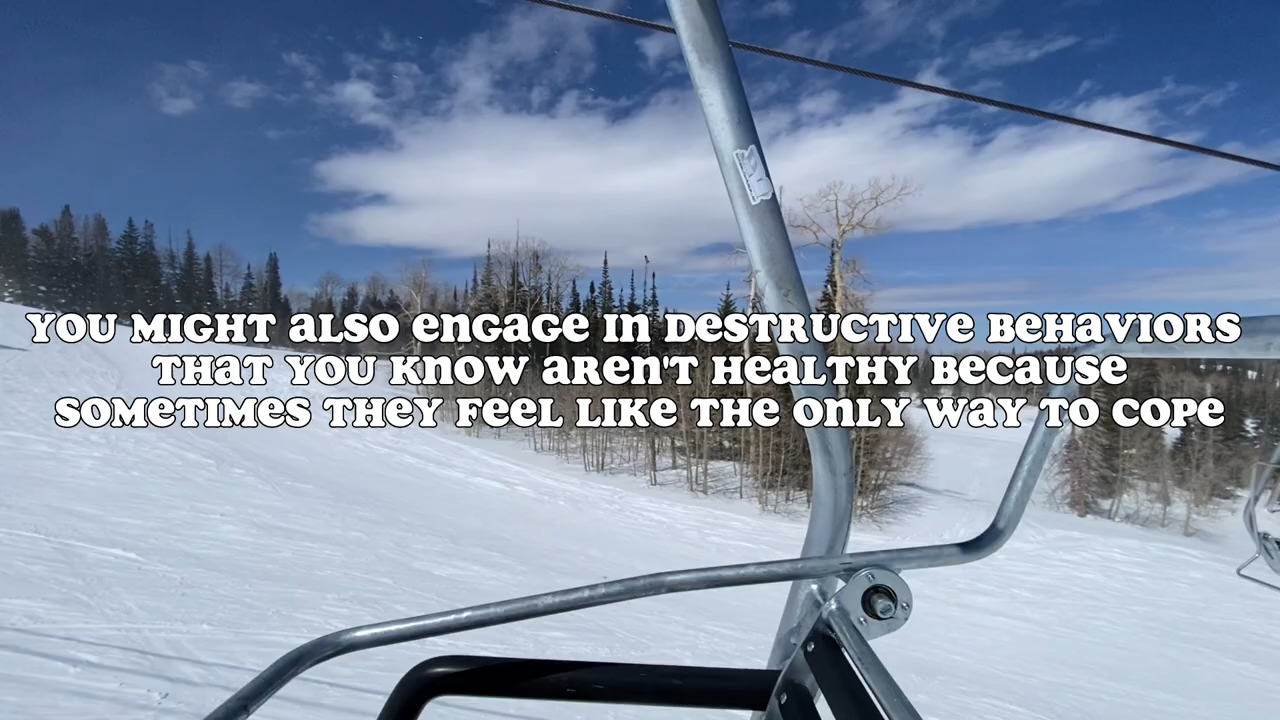 YOU MIGHT ALSO ENGAGE IN DESTRUCTIVE BEHAVIORS
THAT YOU KNOW AREN'T HEALTHY BECAUSE
SOMETIMES THEY FEEL LIKE THE ONLY WAY TO COPE